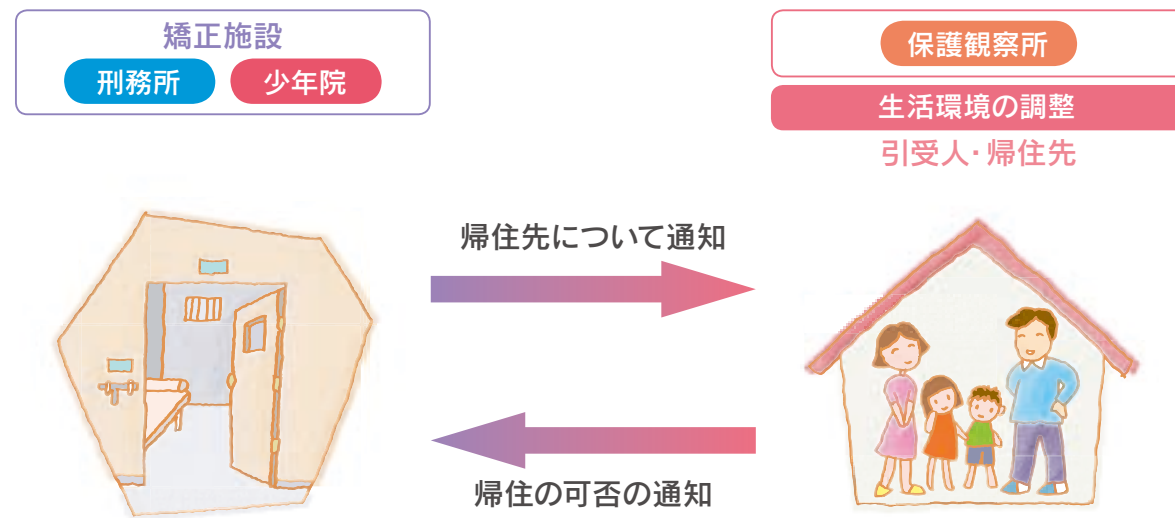 矯正施設
刑務所 少年院
保護観察所
生活環境の調整
引受人・帰住先
帰住先について通知
帰住の可否の通知